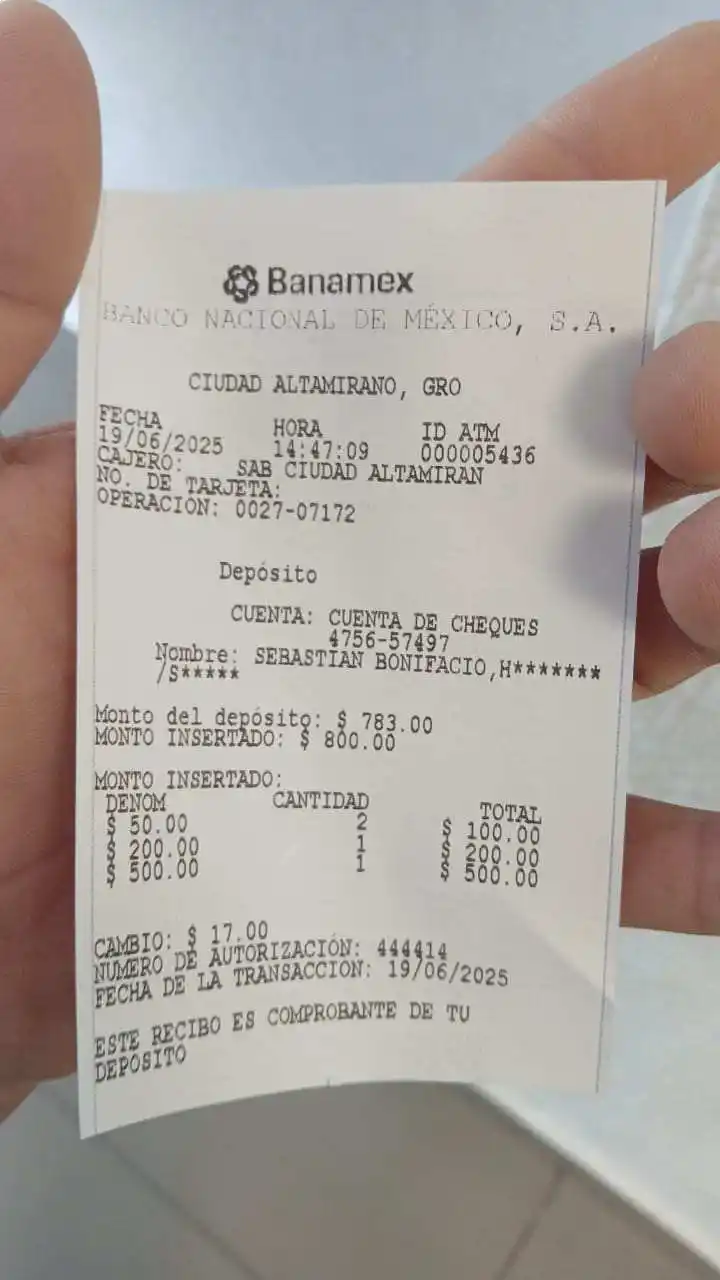 Banamex
BANCO NACIONAL DE MÉXICO, S.A.
CIUDAD ALTAMIRANO, GRO
FECHA HORA ID ATM
19/06/2025 14:47:09 000005436
CAJERO: SAB CIUDAD ALTAMIRAN
NO. DE TARJETA:
OPERACIÓN: 0027-07172
Depósito
CUENTA: CUENTA DE CHEQUES
4756-57497
Nombre: SEBASTIAN BONIFACIO,H*******
/S*****
Monto del depósito: $ 783.00
MONTO INSERTADO: $ 800.00
MONTO INSERTADO:
DENOM CANTIDAD TOTAL
$ 50.00 2 $ 100.00
$ 200.00 1 $ 200.00
$ 500.00 1 $ 500.00
CAMBIO: $ 17.00
NUMERO DE AUTORIZACIÓN: 444414
FECHA DE LA TRANSACCION: 19/06/2025
ESTE RECIBO ES COMPROBANTE DE TU
DEPÓSITO